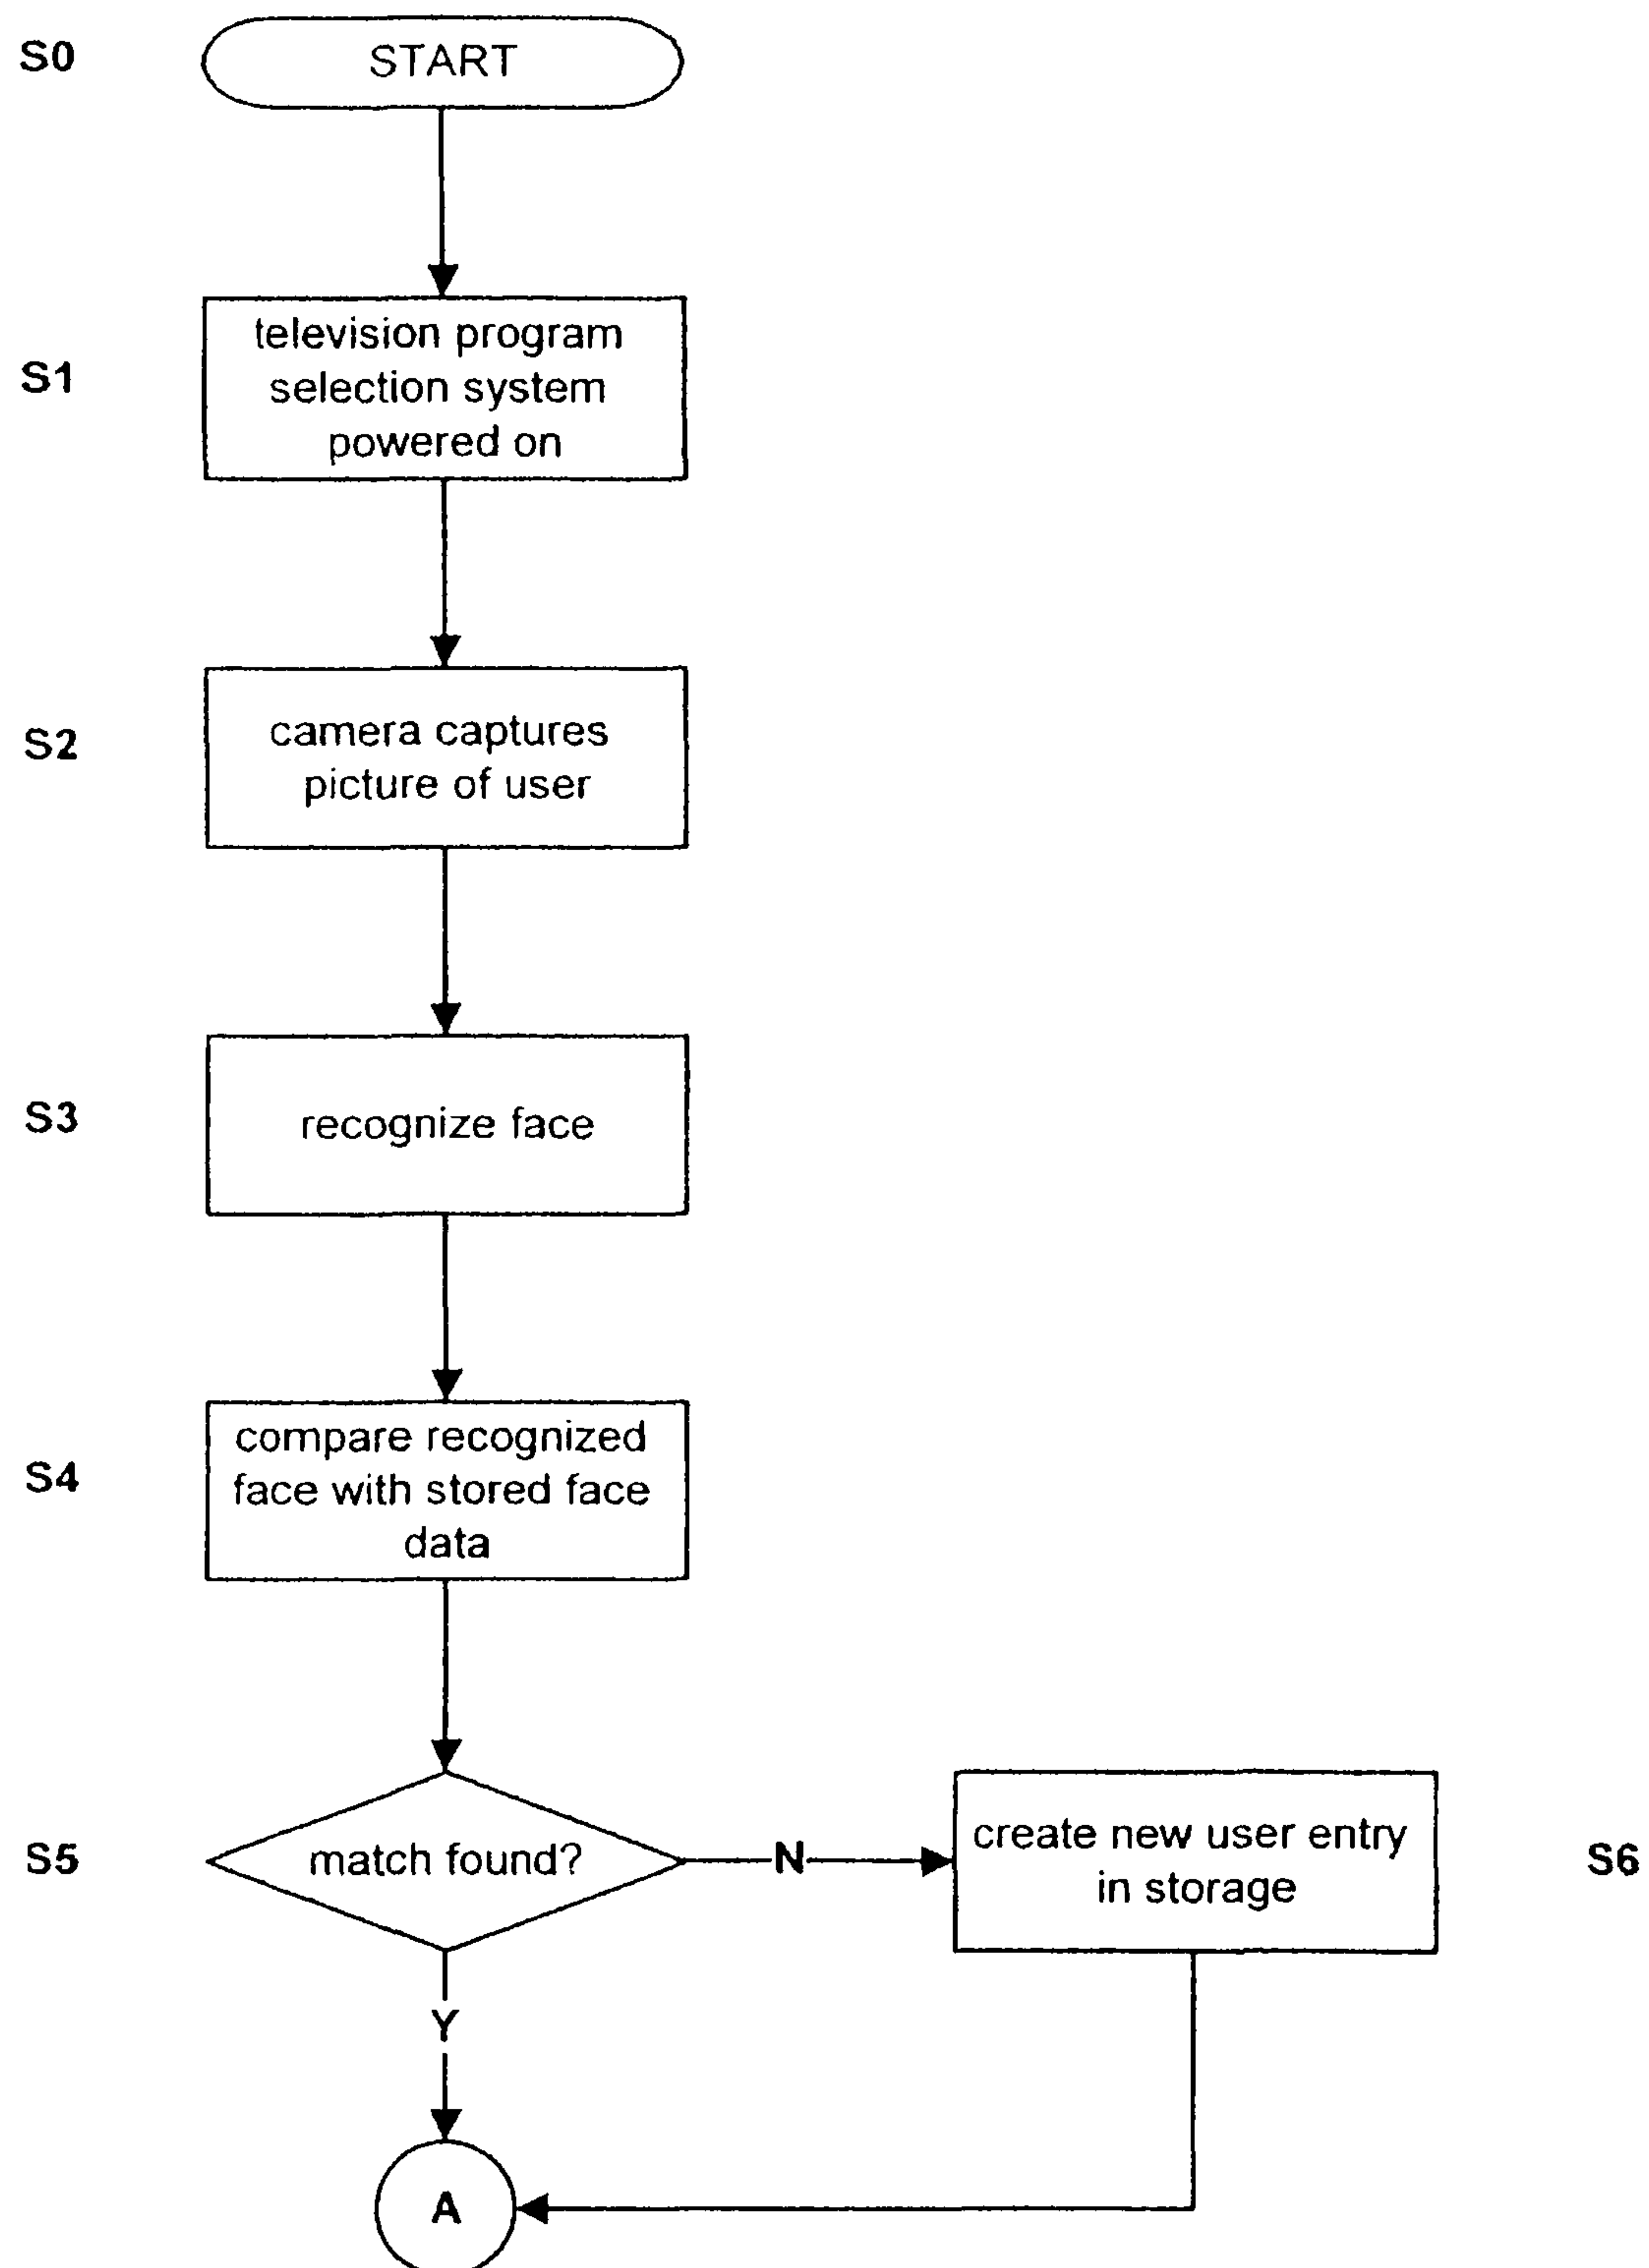 S0
START
S1
television program
selection system
powered on
S2
camera captures
picture of user
S3
recognize face
S4
compare recognized
face with stored face
data
S5
match found?
N
create new user entry
in storage
S6
Y
A